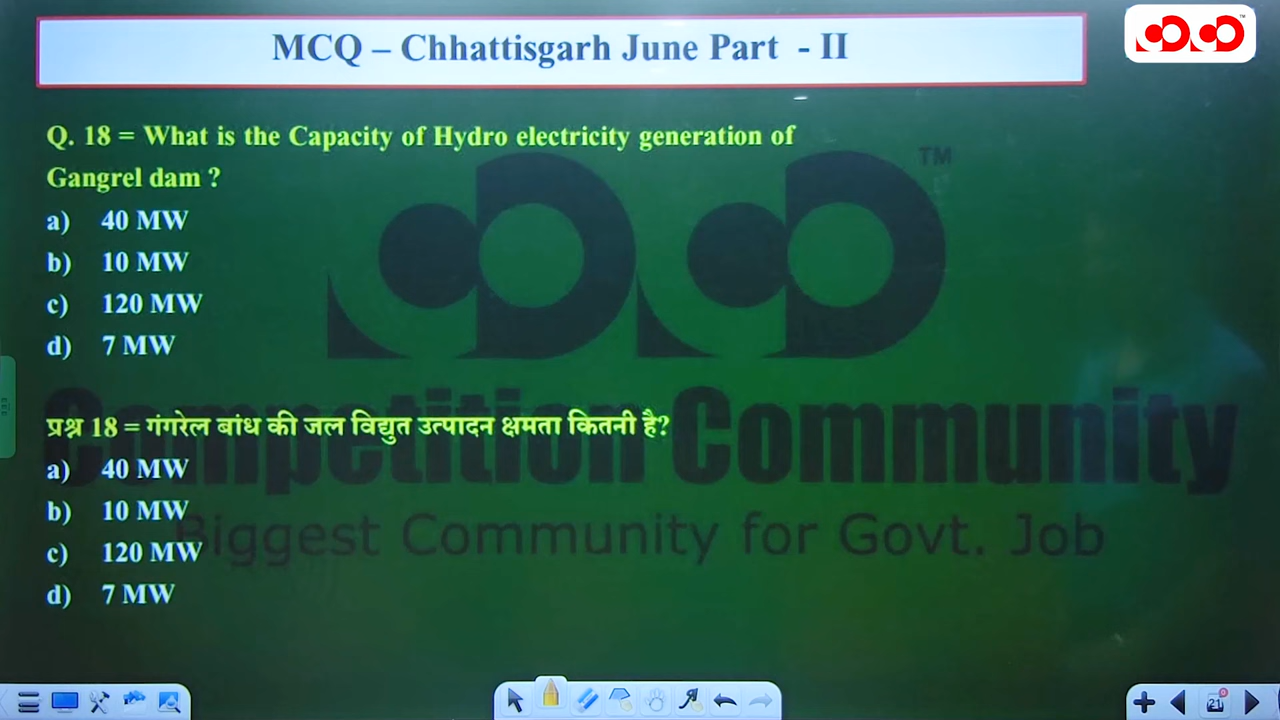 MCQ – Chhattisgarh June Part - II
Q. 18 = What is the Capacity of Hydro electricity generation of
Gangrel dam ?
a) 40 MW
b) 10 MW
c) 120 MW
d) 7 MW
प्रश्न 18 = गंगरेल बांध की जल विद्युत उत्पादन क्षमता कितनी है?
a) 40 MW
b) 10 MW
c) 120 MW
d) 7 MW
TM
Competition Community
Biggest Community for Govt. Job
21